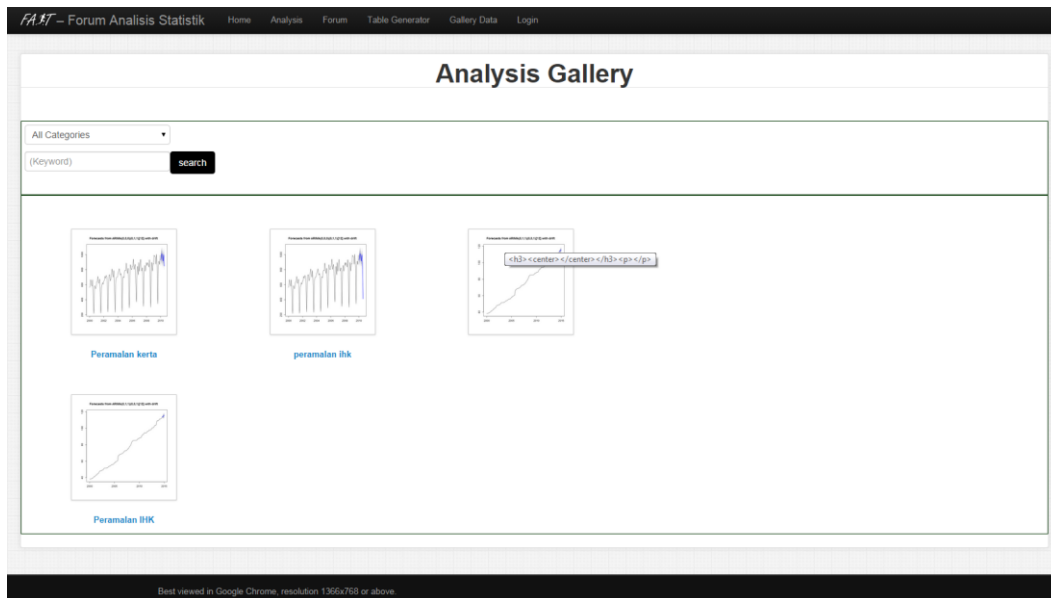 FAST – Forum Analisis Statistik Home Analysis Forum Table Generator Gallery Data Login
Analysis Gallery
All Categories
(Keyword) search
<h3><center></center></h3><p></p>
Peramalan kerta peramalan ihk
Peramalan IHK
Best viewed in Google Chrome, resolution 1366x768 or above.